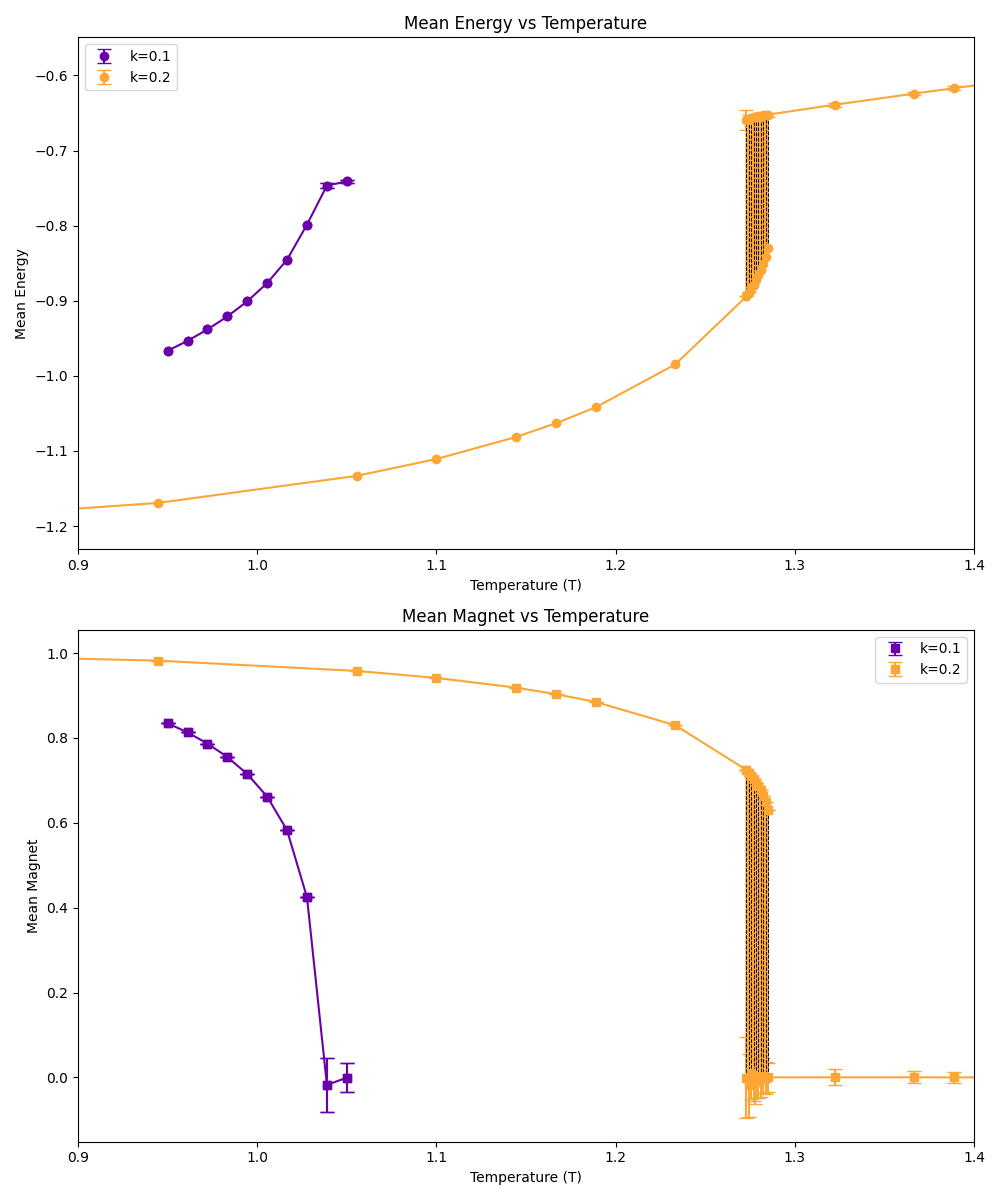 Mean Energy vs Temperature
k=0.1
k=0.2
Mean Energy
−0.6
−0.7
−0.8
−0.9
−1.0
−1.1
−1.2
0.9 1.0 1.1 1.2 1.3 1.4
Temperature (T)
Mean Magnet vs Temperature
k=0.1
k=0.2
Mean Magnet
1.0
0.8
0.6
0.4
0.2
0.0
0.9 1.0 1.1 1.2 1.3 1.4
Temperature (T)